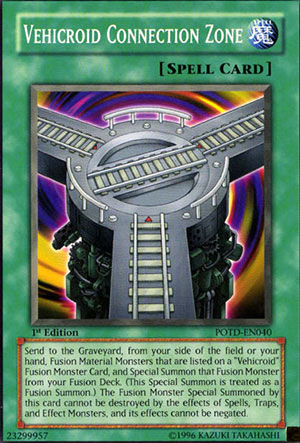 VEHICROID CONNECTION ZONE
魔
[SPELL CARD]
1st Edition
POTD-EN040
Send to the Graveyard, from your side of the field or your
hand, Fusion Material Monsters that are listed on a "Vehicroid"
Fusion Monster Card, and Special Summon that Fusion Monster
from your Fusion Deck. (This Special Summon is treated as a
Fusion Summon.) The Fusion Monster Special Summoned by
this card cannot be destroyed by the effects of Spells, Traps,
and Effect Monsters, and its effects cannot be negated.
23299957
©1996 KAZUKI TAKAHASHI